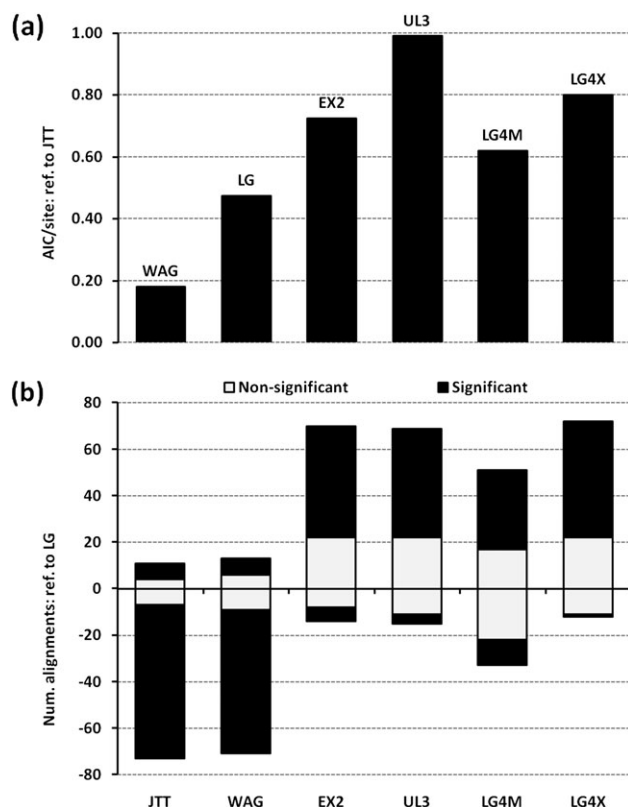 (a)
AIC/site: ref. to JTT
1.00
0.80
0.60
0.40
0.20
0.00
WAG
LG
EX2
UL3
LG4M
LG4X
(b)
Non-significant Significant
Num. alignments: ref. to LG
80
60
40
20
0
-20
-40
-60
-80
JTT WAG EX2 UL3 LG4M LG4X